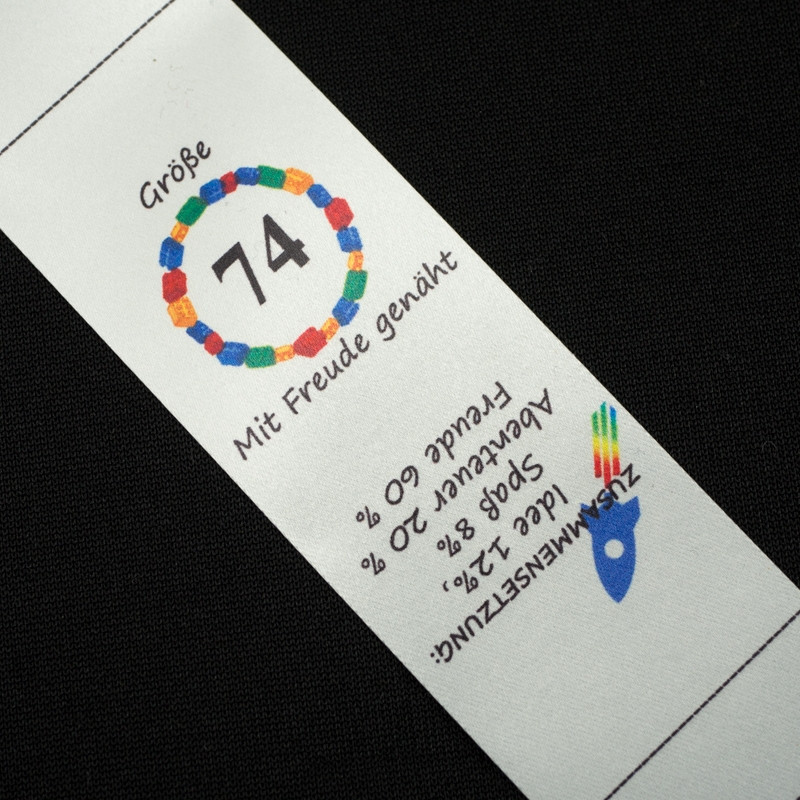 Größe
74
Mit Freude genäht
ZUSAMMENSETZUNG:
Idee 12%,
Spaß 8%
Abenteuer 20 %
Freude 60 %